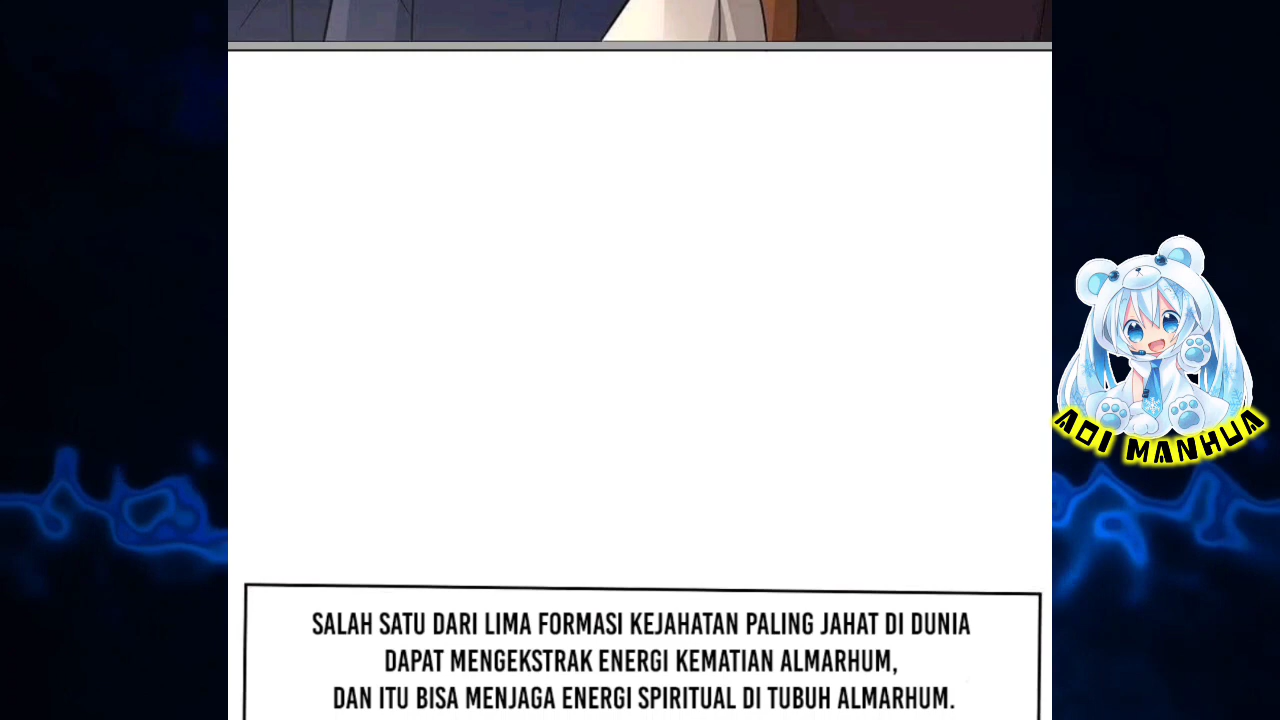 AOI MANHUA
SALAH SATU DARI LIMA FORMASI KEJAHATAN PALING JAHAT DI DUNIA
DAPAT MENGEKSTRAK ENERGI KEMATIAN ALMARHUM,
DAN ITU BISA MENJAGA ENERGI SPIRITUAL DI TUBUH ALMARHUM.